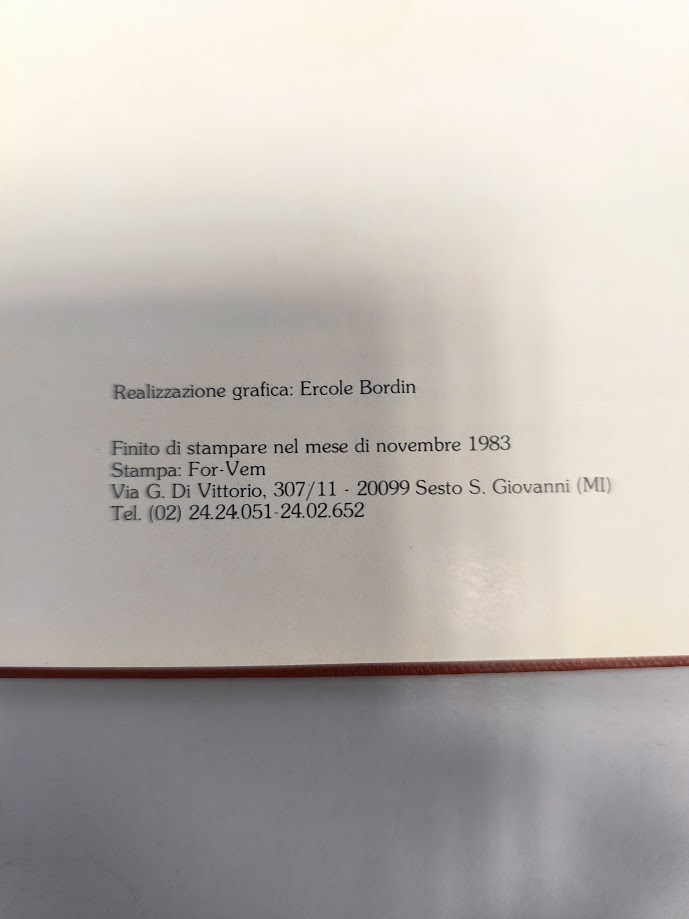 Realizzazione grafica: Ercole Bordin
Finito di stampare nel mese di novembre 1983
Stampa: For-Vem
Via G. Di Vittorio, 307/11 - 20099 Sesto S. Giovanni (MI)
Tel. (02) 24.24.051-24.02.652